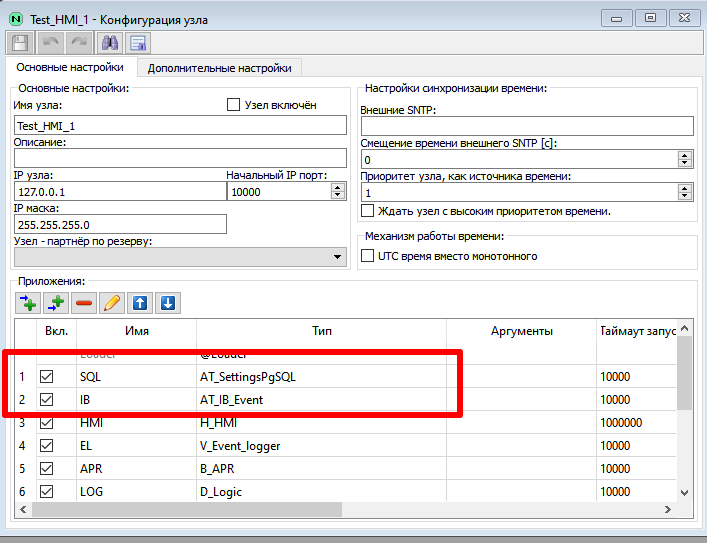 Test_HMI_1 - Конфигурация узла
Основные настройки
Дополнительные настройки
Основные настройки:
Имя узла:
Узел включён
Test_HMI_1
Описание:
IP узла:
Начальный IP порт:
127.0.0.1
10000
IP маска:
255.255.255.0
Узел - партнёр по резерву:
Настройки синхронизации времени:
Внешние SNTP:
Смещение времени внешнего SNTP [с]:
0
Приоритет узла, как источника времени:
1
Ждать узел с высоким приоритетом времени.
Механизм работы времени:
UTC время вместо монотонного
Приложения:
Вкл. Имя Тип Аргументы Таймаут запус
Loader @Loader
1 SQL AT_SettingsPgSQL 10000
2 IB AT_IB_Event 10000
3 HMI H_HMI 1000000
4 EL V_Event_logger 10000
5 APR B_APR 10000
6 LOG D_Logic 10000